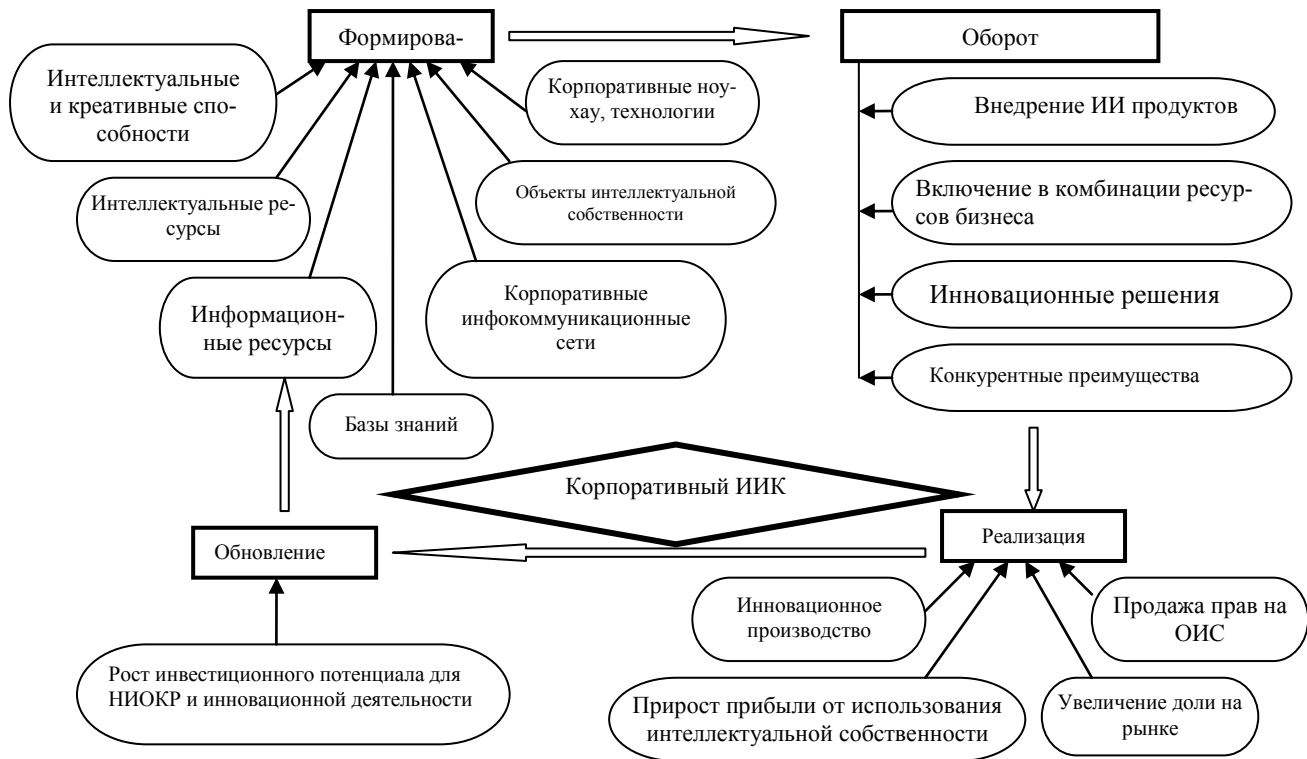 Формирова-
Оборот
Интеллектуальные
и креативные спо-
собности
Корпоративные ноу-
хау, технологии
Внедрение ИИ продуктов
Интеллектуальные ре-
сурсы
Объекты интеллектуальной
собственности
Включение в комбинации ресур-
сов бизнеса
Информацион-
ные ресурсы
Корпоративные
инфокоммуникационные
сети
Инновационные решения
Конкурентные преимущества
Базы знаний
Корпоративный ИИК
Обновление
Реализация
Инновационное
производство
Продажа прав на
ОИС
Рост инвестиционного потенциала для
НИОКР и инновационной деятельности
Прирост прибыли от использования
интеллектуальной собственности
Увеличение доли на
рынке